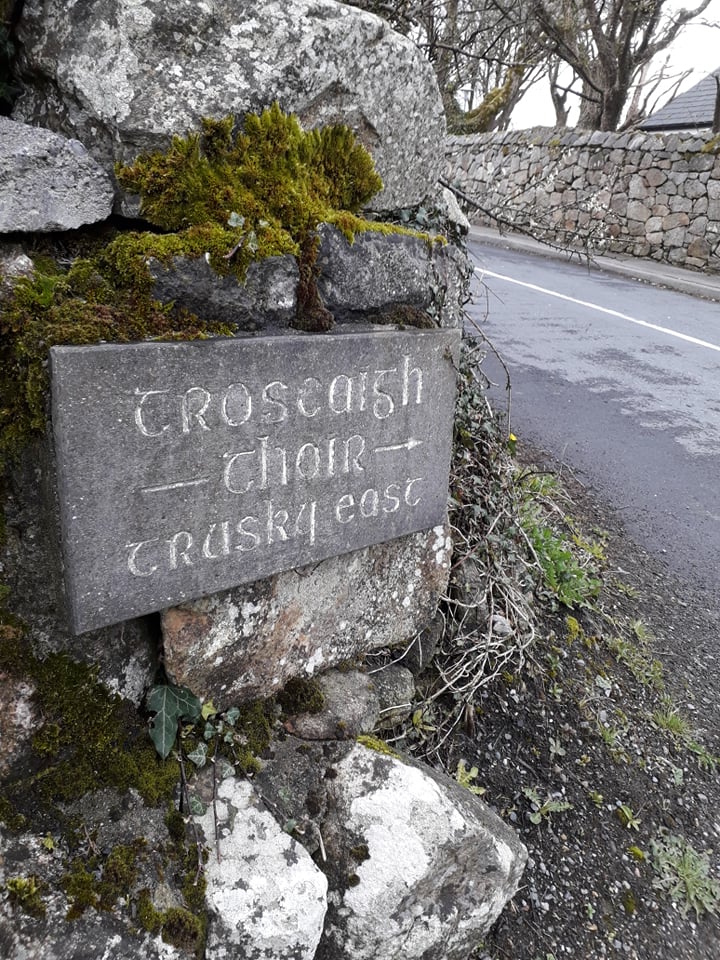 Troscaigh
— Thoir →
Trusky east